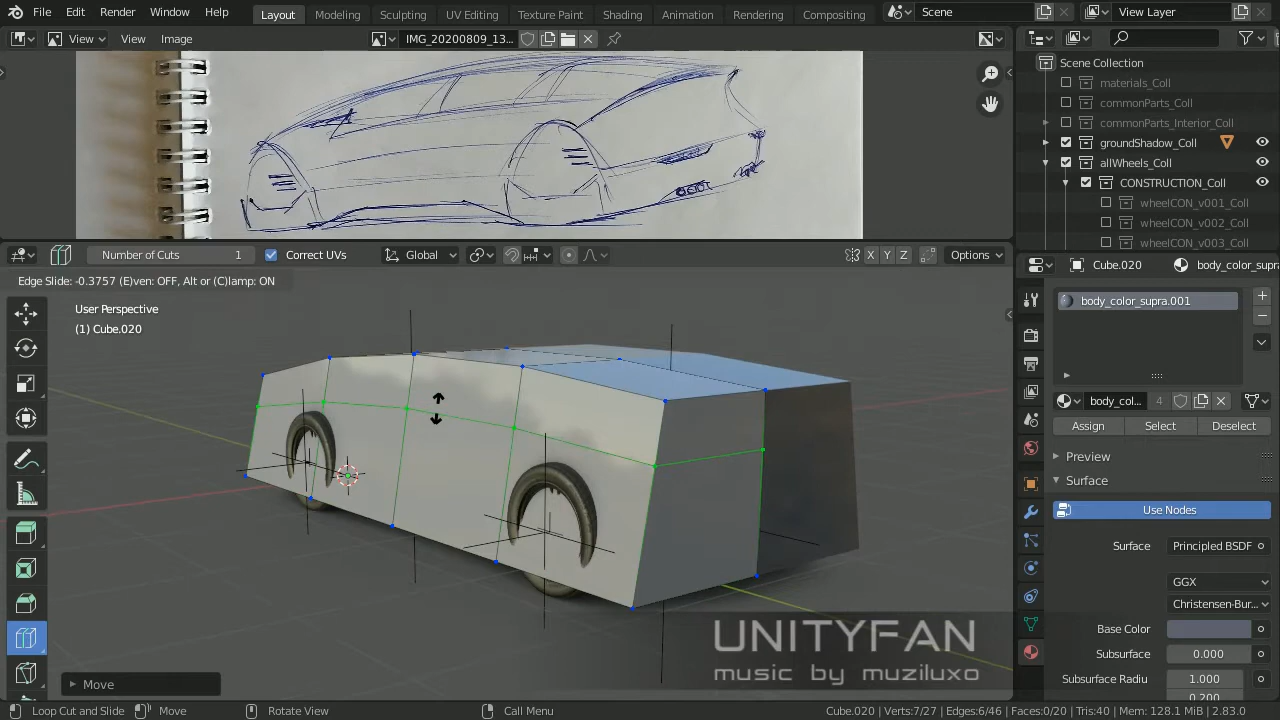 File Edit Render Window Help Layout Modeling Sculpting UV Editing Texture Paint Shading Animation Rendering Compositing Scene View Layer
View View Image IMG_20200809_13...
Scene Collection
materials_Coll
commonParts_Coll
commonParts_Interior_Coll
groundShadow_Coll
allWheels_Coll
CONSTRUCTION_Coll
wheelCON_v001
wheelCON_v002
wheelCON_v003
Number of Cuts 1 Correct UVs Global X Y Z Options
Edge Slide: -0.3757 (E)ven: OFF, Alt or (C)lamp: ON
User Perspective
(1) Cube.020
Move
UNITYFAN
music by muziluxo
Cube.020 body_color_supra
body_color_supra.001
body_col... 4
Assign Select Deselect
Preview
Surface
Use Nodes
Surface Principled BSDF
GGX
Christensen-Bur...
Base Color
Subsurface 0.000
Subsurface Radiu 1.000
0.200
Loop Cut and Slide Move Rotate View Call Menu Cube.020 | Verts:7/27 | Edges:6/46 | Faces:0/20 | Tris:40 | Mem: 128.1 MiB | 2.83.0